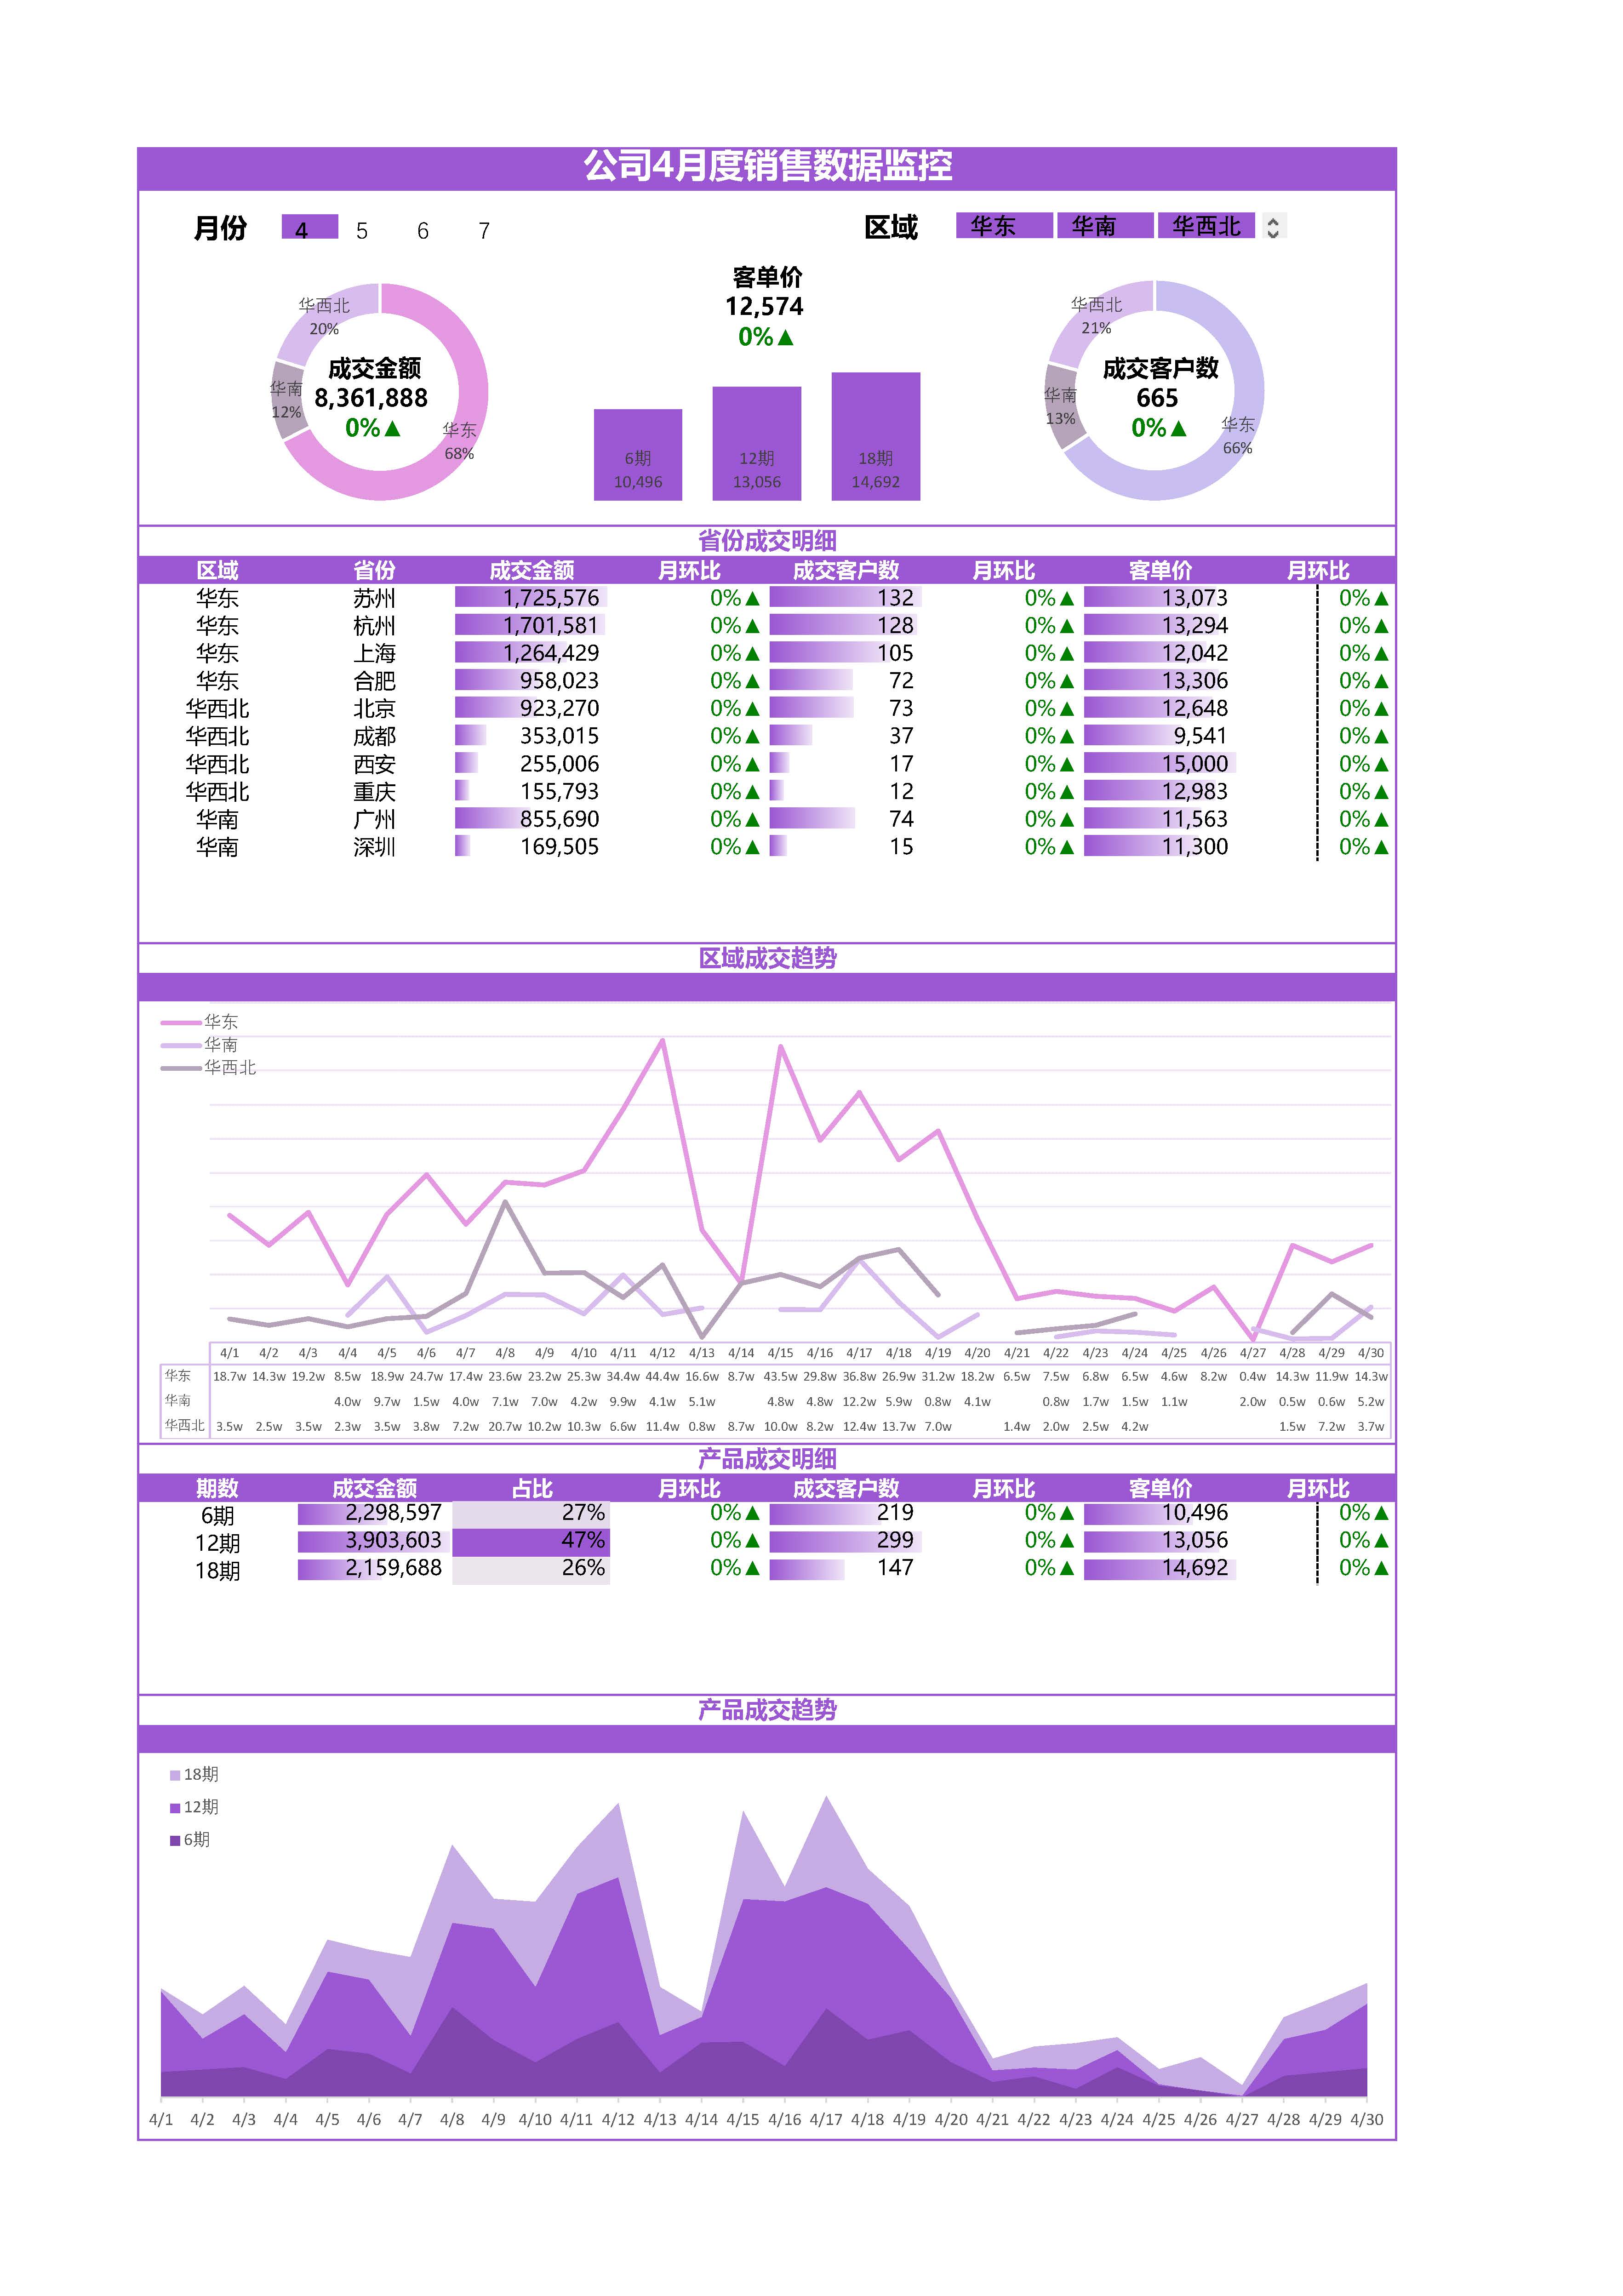 公司4月度销售数据监控
月份 4 5 6 7 区域 华东 华南 华西北
华西北
20%
华南
12%
成交金额
8,361,888
0%▲
华东
68%
客单价
12,574
0%▲
6期
10,496
12期
13,056
18期
14,692
华西北
21%
华南
13%
成交客户数
665
0%▲
华东
66%
省份成交明细
区域 省份 成交金额 月环比 成交客户数 月环比 客单价 月环比
华东 苏州 1,725,576 0%▲ 132 0%▲ 13,073 0%▲
华东 杭州 1,701,581 0%▲ 128 0%▲ 13,294 0%▲
华东 上海 1,264,429 0%▲ 105 0%▲ 12,042 0%▲
华东 合肥 958,023 0%▲ 72 0%▲ 13,306 0%▲
华西北 北京 923,270 0%▲ 73 0%▲ 12,648 0%▲
华西北 成都 353,015 0%▲ 37 0%▲ 9,541 0%▲
华西北 西安 255,006 0%▲ 17 0%▲ 15,000 0%▲
华西北 重庆 155,793 0%▲ 12 0%▲ 12,983 0%▲
华南 广州 855,690 0%▲ 74 0%▲ 11,563 0%▲
华南 深圳 169,505 0%▲ 15 0%▲ 11,300 0%▲
区域成交趋势
华东
华南
华西北
4/1 4/2 4/3 4/4 4/5 4/6 4/7 4/8 4/9 4/10 4/11 4/12 4/13 4/14 4/15 4/16 4/17 4/18 4/19 4/20 4/21 4/22 4/23 4/24 4/25 4/26 4/27 4/28 4/29 4/30
华东 18.7w 14.3w 19.2w 8.5w 18.9w 24.7w 17.4w 23.6w 23.2w 25.3w 34.4w 44.4w 16.6w 8.7w 43.5w 29.8w 36.8w 26.9w 31.2w 18.2w 6.5w 7.5w 6.8w 6.5w 4.6w 8.2w 0.4w 14.3w 11.9w 14.3w
华南 4.0w 9.7w 1.5w 4.0w 7.1w 7.0w 4.2w 9.9w 4.1w 5.1w 4.8w 4.8w 12.2w 5.9w 0.8w 4.1w 0.8w 1.7w 1.5w 1.1w 2.0w 0.5w 0.6w 5.2w
华西北 3.5w 2.5w 3.5w 2.3w 3.5w 3.8w 7.2w 20.7w 10.2w 10.3w 6.6w 11.4w 0.8w 8.7w 10.0w 8.2w 12.4w 13.7w 7.0w 1.4w 2.0w 2.5w 4.2w 1.5w 7.2w 3.7w
产品成交明细
期数 成交金额 占比 月环比 成交客户数 月环比 客单价 月环比
6期 2,298,597 27% 0%▲ 219 0%▲ 10,496 0%▲
12期 3,903,603 47% 0%▲ 299 0%▲ 13,056 0%▲
18期 2,159,688 26% 0%▲ 147 0%▲ 14,692 0%▲
产品成交趋势
18期
12期
6期
4/1 4/2 4/3 4/4 4/5 4/6 4/7 4/8 4/9 4/10 4/11 4/12 4/13 4/14 4/15 4/16 4/17 4/18 4/19 4/20 4/21 4/22 4/23 4/24 4/25 4/26 4/27 4/28 4/29 4/30